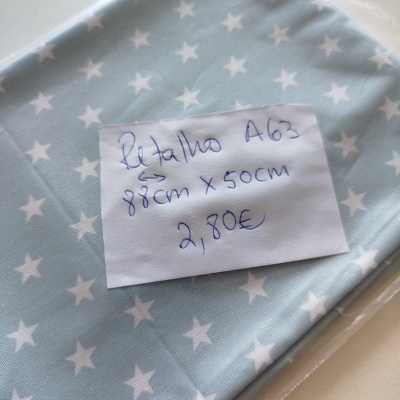 Retalho A63
↔
88cm x 50cm
2,80€